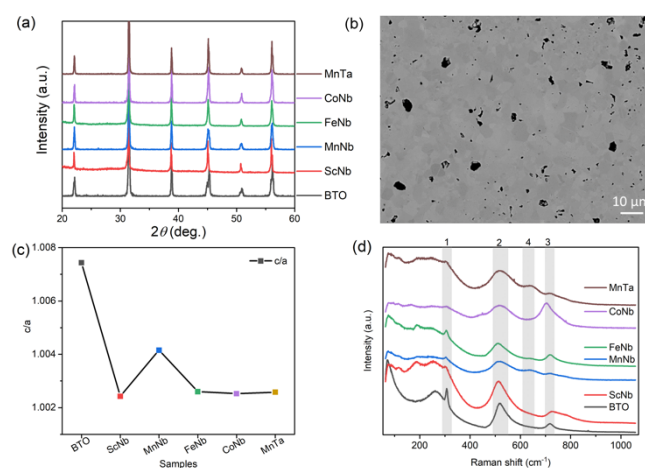 (a)
Intensity (a.u.)
MnTa
CoNb
FeNb
MnNb
ScNb
BTO
20 30 40 50 60
2θ (deg.)
(b)
10 μm
(c)
c/a
1.008
1.006
1.004
1.002
c/a
BTO ScNb MnNb FeNb CoNb MnTa
Samples
(d)
1 2 4 3
Intensity (a.u.)
MnTa
CoNb
FeNb
MnNb
ScNb
BTO
200 400 600 800 1000
Raman shift (cm⁻¹)